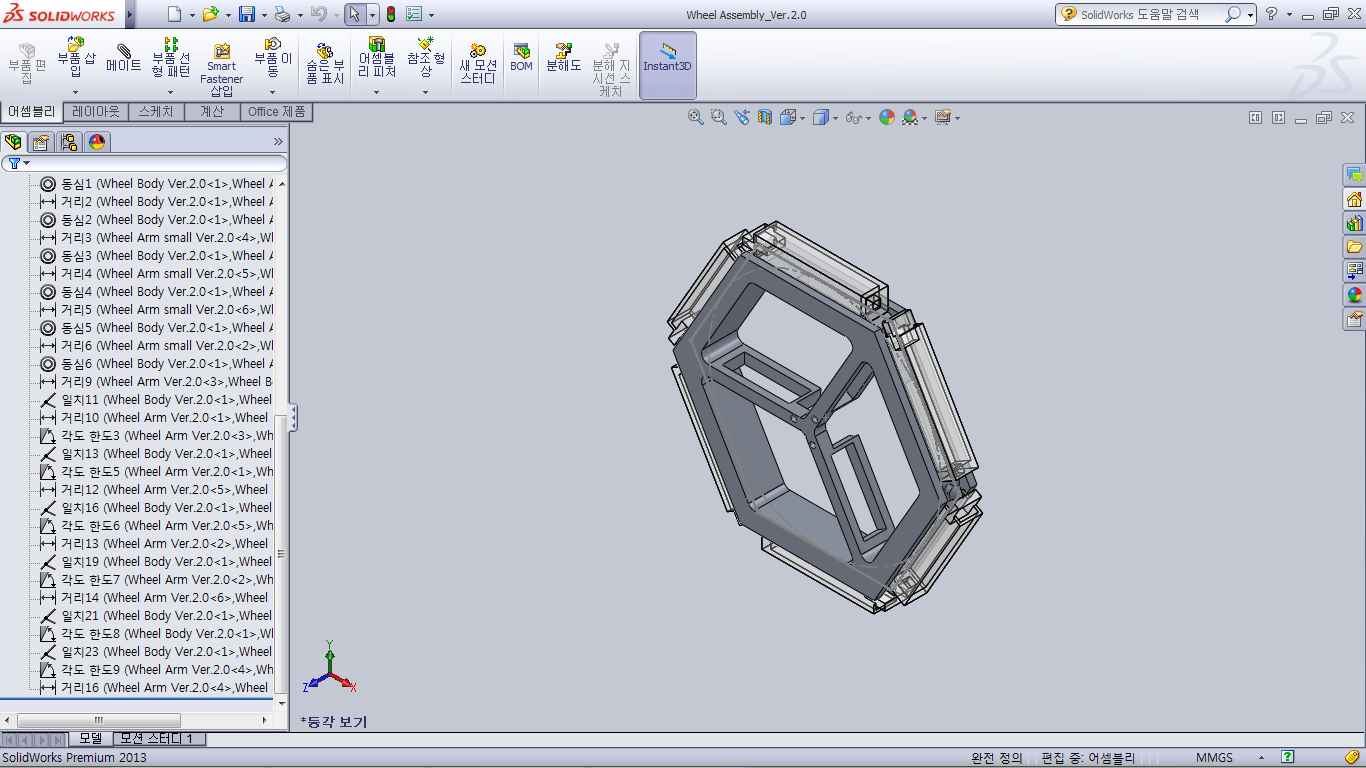 SOLIDWORKS
Wheel Assembly_Ver.2.0
SolidWorks 도움말 검색
부품 편집
부품 삽입
메이트
부품 선형 패턴
Smart Fastener 삽입
부품 이동
숨은 부품 표시
어셈블리 피처
참조 형상
새 모션 스터디
BOM
분해도
분해 지시선 스케치
Instant3D
어셈블리
레이아웃
스케치
계산
Office 제품
동심1 (Wheel Body Ver.2.0<1>,Wheel A
거리2 (Wheel Body Ver.2.0<1>,Wheel A
동심2 (Wheel Body Ver.2.0<1>,Wheel A
거리3 (Wheel Arm small Ver.2.0<4>,Wl
동심3 (Wheel Body Ver.2.0<1>,Wheel A
거리4 (Wheel Arm small Ver.2.0<5>,Wl
동심4 (Wheel Body Ver.2.0<1>,Wheel A
거리5 (Wheel Arm small Ver.2.0<6>,Wl
동심5 (Wheel Body Ver.2.0<1>,Wheel A
거리6 (Wheel Arm small Ver.2.0<2>,Wl
동심6 (Wheel Body Ver.2.0<1>,Wheel A
거리9 (Wheel Arm Ver.2.0<3>,Wheel B
일치11 (Wheel Body Ver.2.0<1>,Wheel
거리10 (Wheel Arm Ver.2.0<1>,Wheel
각도 한도3 (Wheel Arm Ver.2.0<3>,Wh
일치13 (Wheel Body Ver.2.0<1>,Wheel
각도 한도5 (Wheel Arm Ver.2.0<1>,Wh
거리12 (Wheel Arm Ver.2.0<5>,Wheel
일치16 (Wheel Body Ver.2.0<1>,Wheel
각도 한도6 (Wheel Arm Ver.2.0<5>,Wh
거리13 (Wheel Arm Ver.2.0<2>,Wheel
일치19 (Wheel Body Ver.2.0<1>,Wheel
각도 한도7 (Wheel Arm Ver.2.0<2>,Wh
거리14 (Wheel Arm Ver.2.0<6>,Wheel
일치21 (Wheel Body Ver.2.0<1>,Wheel
각도 한도8 (Wheel Body Ver.2.0<1>,Wl
일치23 (Wheel Body Ver.2.0<1>,Wheel
각도 한도9 (Wheel Arm Ver.2.0<4>,Wh
거리16 (Wheel Arm Ver.2.0<4>,Wheel
Y
Z
X
*등각 보기
모델
모션 스터디 1
SolidWorks Premium 2013
완전 정의
편집 중: 어셈블리
MMGS